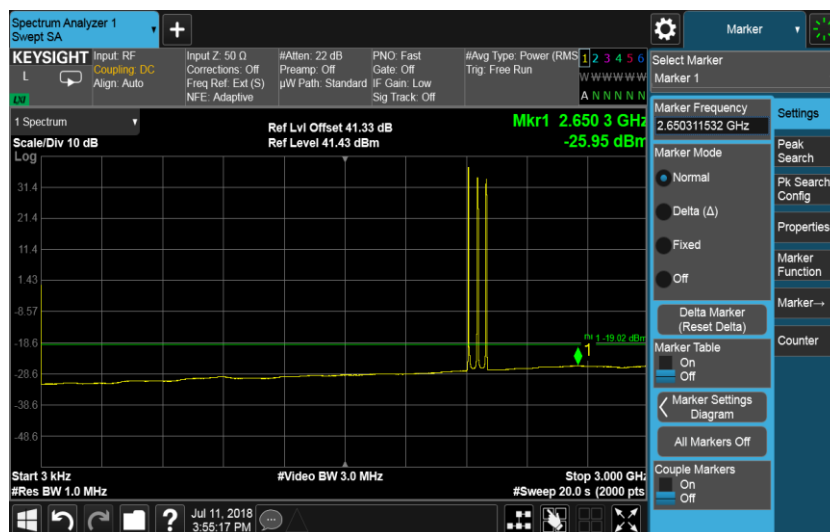 Spectrum Analyzer 1
Swept SA
Marker
KEYSIGHT
L
LXI
Input: RF
Coupling: DC
Align: Auto
Input Z: 50 Ω
Corrections: Off
Freq Ref: Ext (S)
NFE: Adaptive
#Atten: 22 dB
Preamp: Off
µW Path: Standard
PNO: Fast
Gate: Off
IF Gain: Low
Sig Track: Off
#Avg Type: Power (RMS
Trig: Free Run
1 2 3 4 5 6
W W W W W W
A N N N N N
Select Marker
Marker 1
1 Spectrum
Scale/Div 10 dB
Log
Ref Lvl Offset 41.33 dB
Ref Level 41.43 dBm
Mkr1 2.650 3 GHz
-25.95 dBm
31.4
21.4
11.4
1.43
-8.57
-18.6
-28.6
-38.6
-48.6
DL1 -19.02 dBm
1
Start 3 kHz
#Res BW 1.0 MHz
#Video BW 3.0 MHz
Stop 3.000 GHz
#Sweep 20.0 s (2000 pts)
Jul 11, 2018
3:55:17 PM
Marker Frequency
2.650311532 GHz
Marker Mode
Normal
Delta (Δ)
Fixed
Off
Delta Marker
(Reset Delta)
Marker Table
On
Off
Marker Settings
Diagram
All Markers Off
Couple Markers
On
Off
Settings
Peak
Search
Pk Search
Config
Properties
Marker
Function
Marker→
Counter